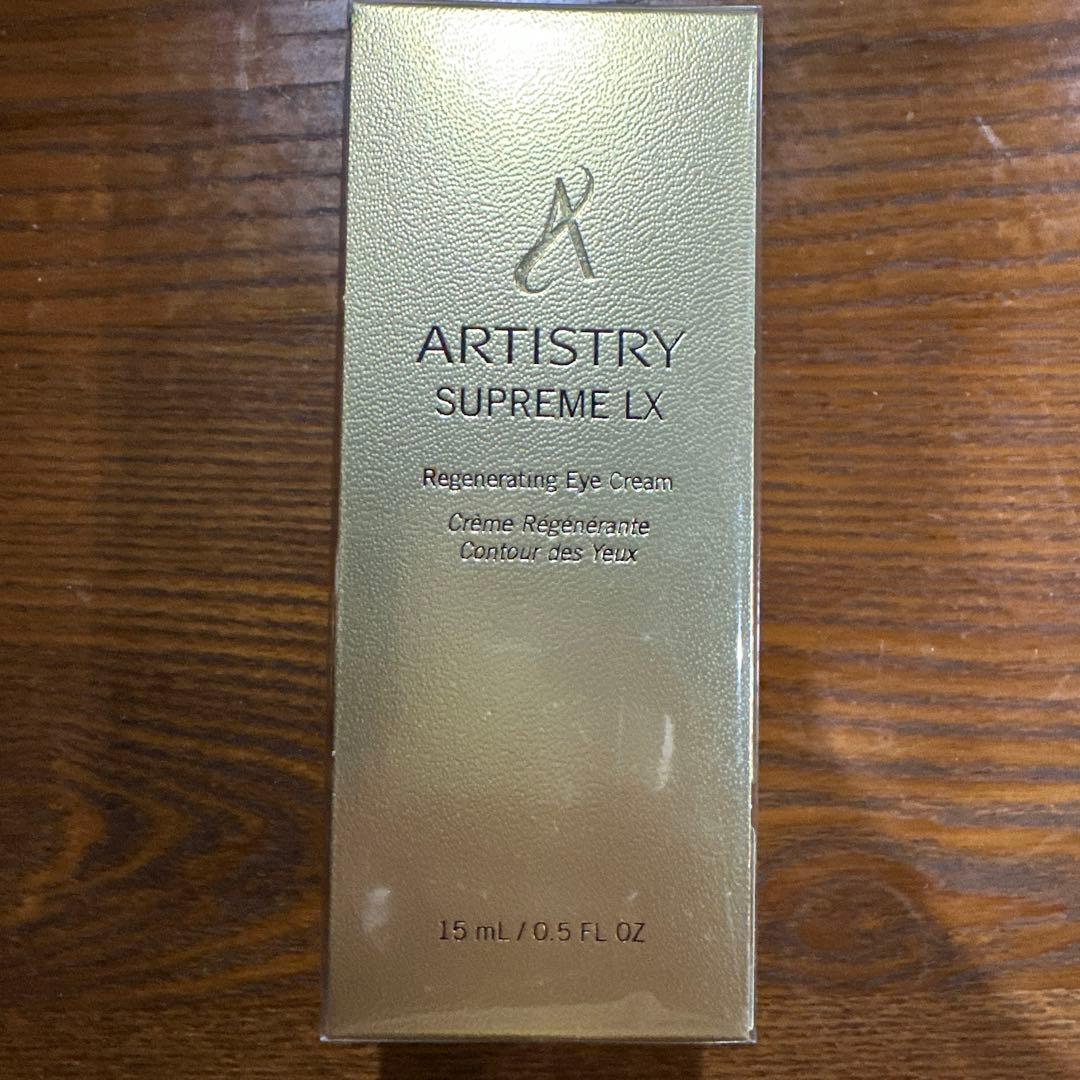 ARTISTRY
SUPREME LX
Regenerating Eye Cream
Crème Régénérante
Contour des Yeux
15 mL / 0.5 FL OZ